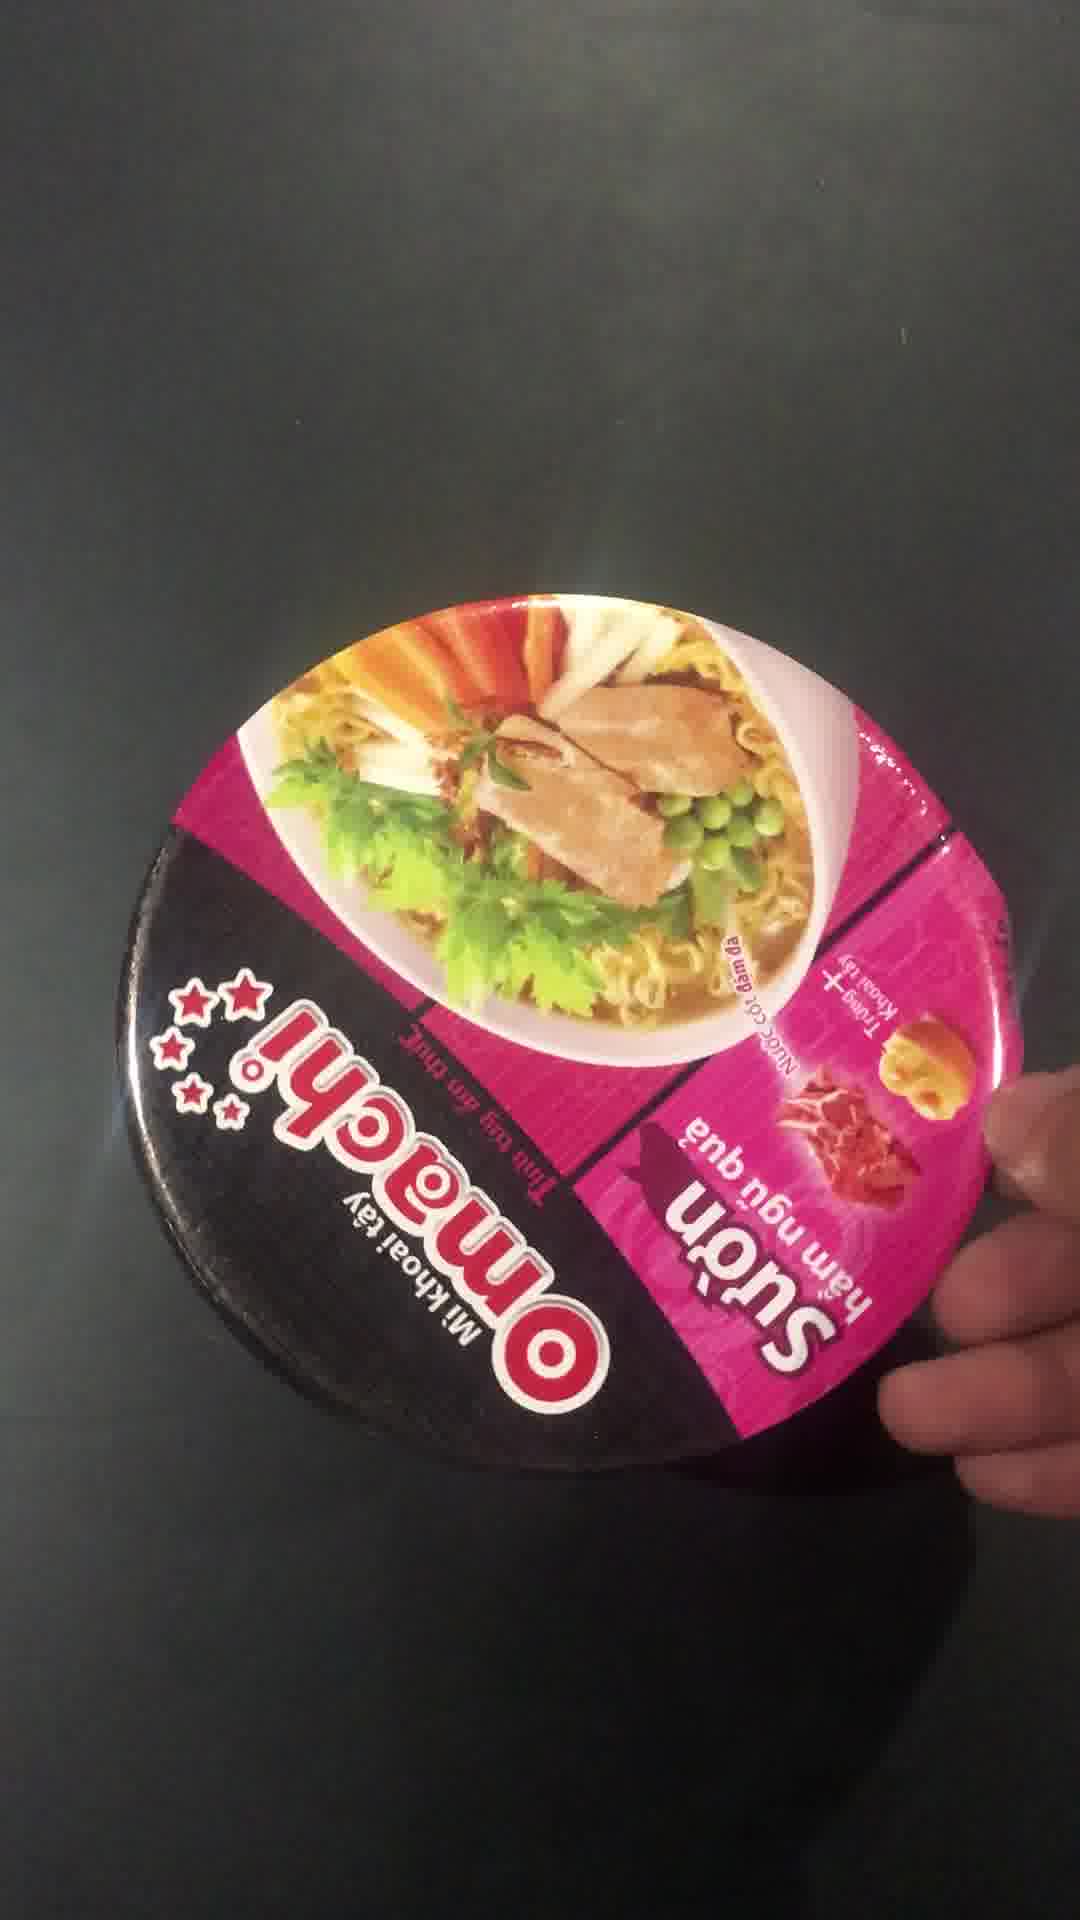 Mì khoai tây
Omachi
Tinh túy ẩm thực
Sườn
hầm ngũ quả
Nước cốt đậm đà
Trứng +
Khoai tây